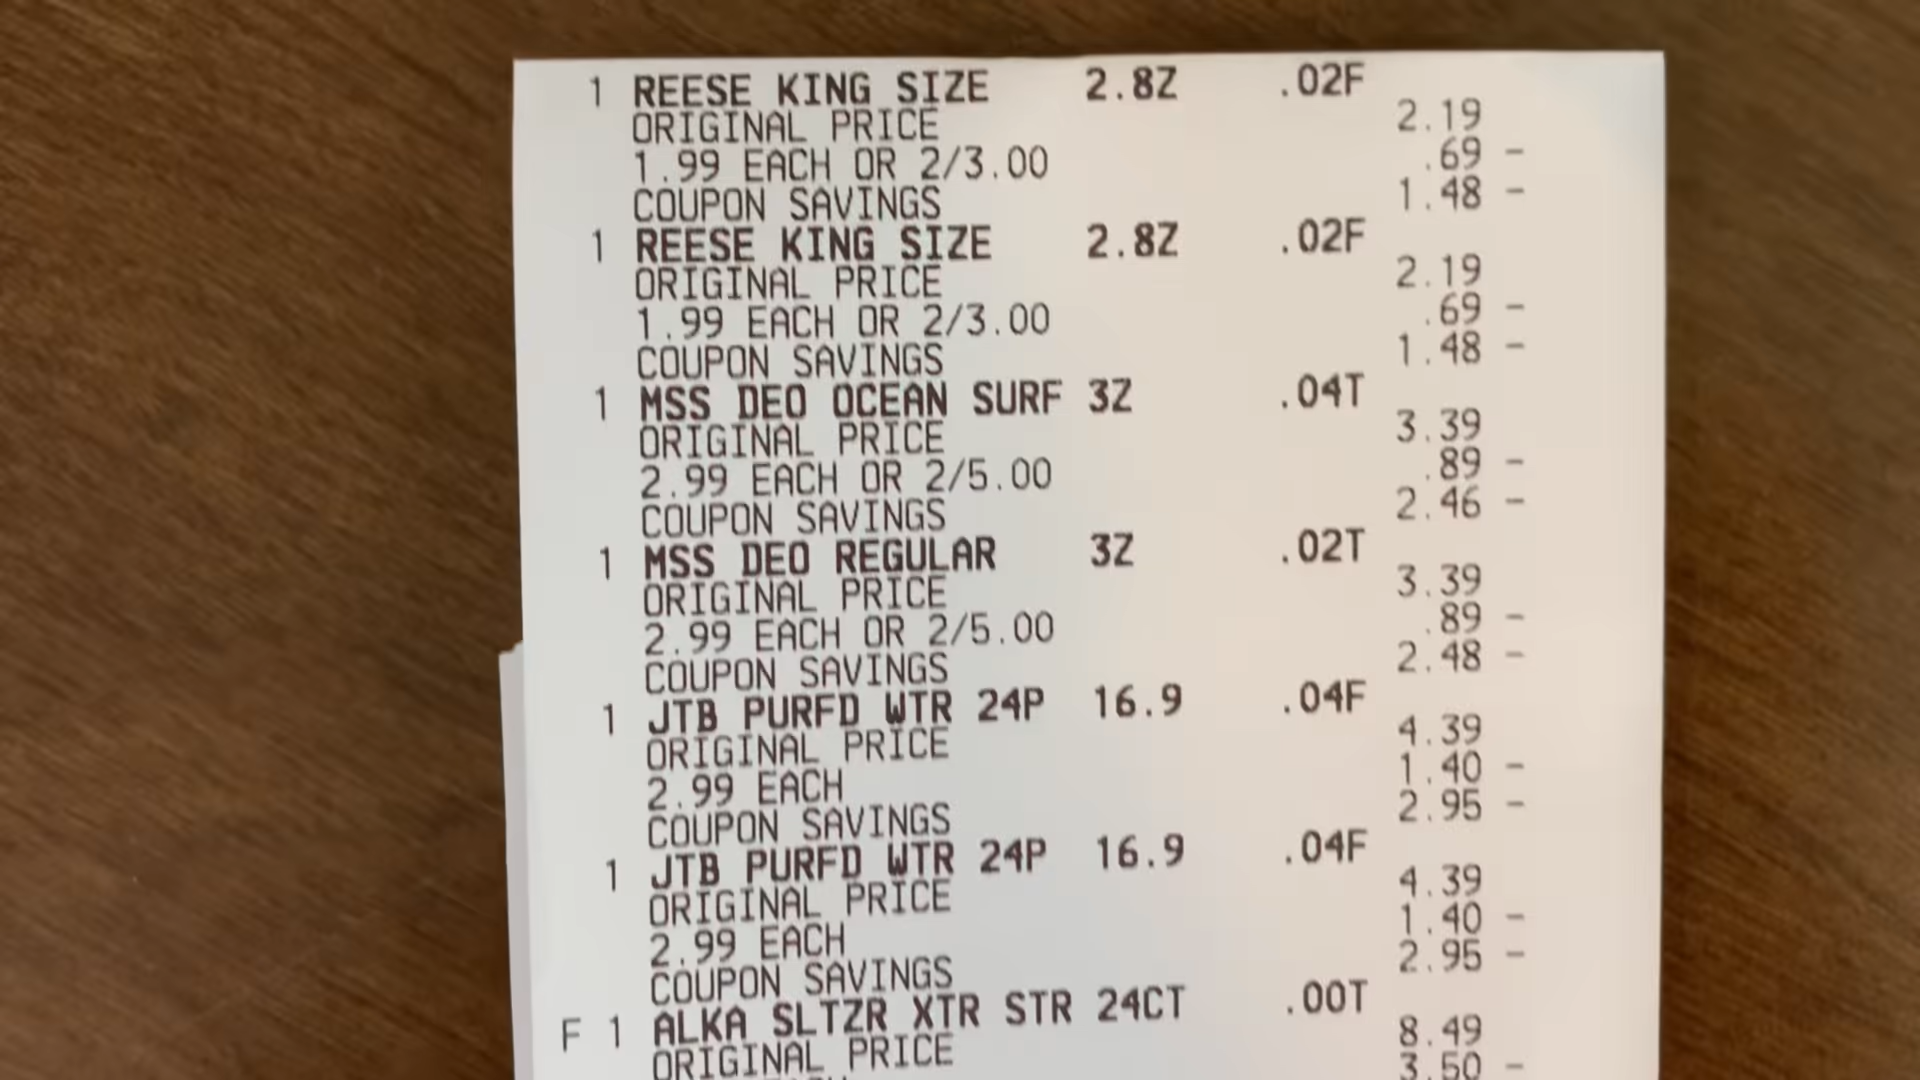 1 REESE KING SIZE 2.8Z .02F
ORIGINAL PRICE 2.19
1.99 EACH OR 2/3.00 .69 -
COUPON SAVINGS 1.48 -
1 REESE KING SIZE 2.8Z .02F
ORIGINAL PRICE 2.19
1.99 EACH OR 2/3.00 .69 -
COUPON SAVINGS 1.48 -
1 MSS DEO OCEAN SURF 3Z .04T
ORIGINAL PRICE 3.39
2.99 EACH OR 2/5.00 .89 -
COUPON SAVINGS 2.46 -
1 MSS DEO REGULAR 3Z .02T
ORIGINAL PRICE 3.39
2.99 EACH OR 2/5.00 .89 -
COUPON SAVINGS 2.48 -
1 JTB PURFD WTR 24P 16.9 .04F
ORIGINAL PRICE 4.39
2.99 EACH 1.40 -
COUPON SAVINGS 2.95 -
1 JTB PURFD WTR 24P 16.9 .04F
ORIGINAL PRICE 4.39
2.99 EACH 1.40 -
COUPON SAVINGS 2.95 -
F 1 ALKA SLTZR XTR STR 24CT .00T
ORIGINAL PRICE 8.49
3.50 -